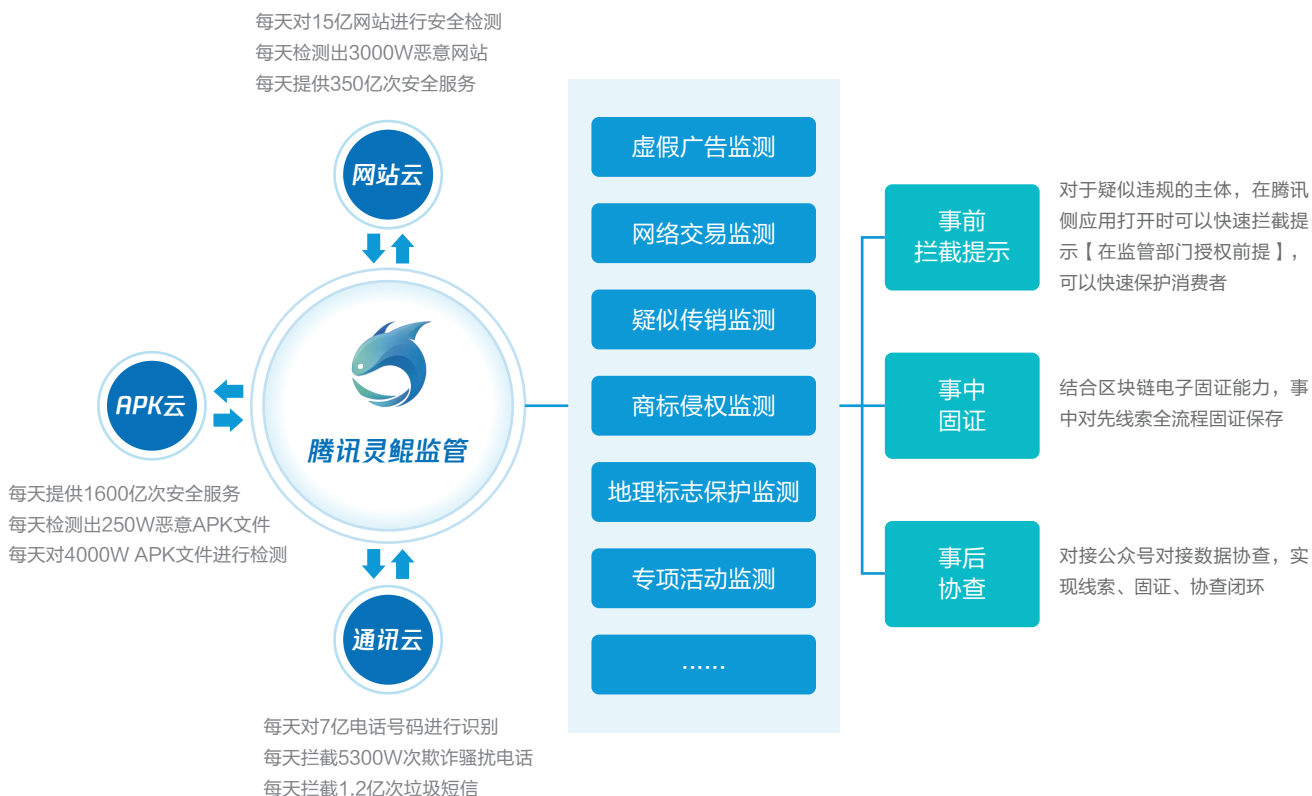 每天对15亿网站进行安全检测
每天检测出3000W恶意网站
每天提供350亿次安全服务
网站云
APK云
腾讯灵鲲监管
每天提供1600亿次安全服务
每天检测出250W恶意APK文件
每天对4000W APK文件进行检测
通讯云
每天对7亿电话号码进行识别
每天拦截5300W次欺诈骚扰电话
每天拦截1.2亿次垃圾短信
虚假广告监测
网络交易监测
疑似传销监测
商标侵权监测
地理标志保护监测
专项活动监测
......
事前
拦截提示
对于疑似违规的主体，在腾讯
侧应用打开时可以快速拦截提
示【在监管部门授权前提】，
可以快速保护消费者
事中
固证
结合区块链电子固证能力，事
中对先线索全流程固证保存
事后
协查
对接公众号对接数据协查，实
现线索、固证、协查闭环